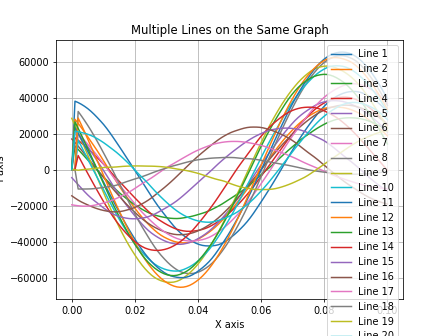 Multiple Lines on the Same Graph
60000
40000
20000
0
−20000
−40000
−60000
0.00
0.02
0.04
0.06
X axis
Line 1
Line 2
Line 3
Line 4
Line 5
Line 6
Line 7
Line 8
Line 9
Line 10
Line 11
Line 12
Line 13
Line 14
Line 15
Line 16
Line 17
Line 18
Line 19
Line 20